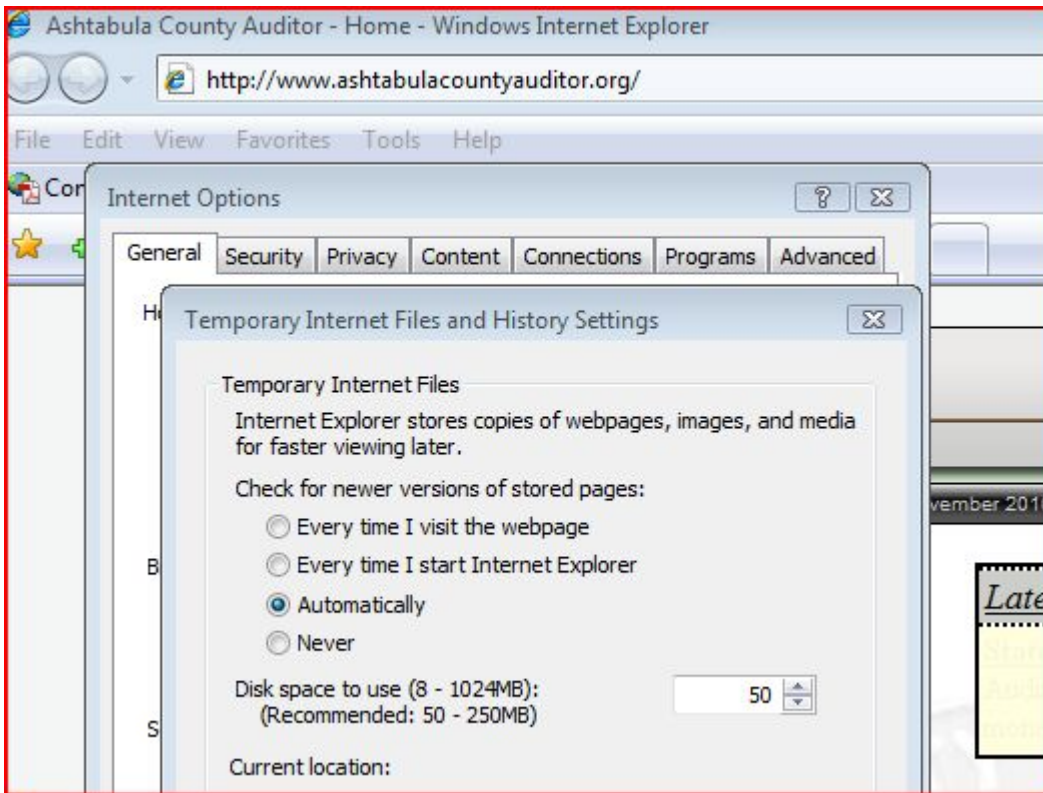 Ashtabula County Auditor - Home - Windows Internet Explorer
http://www.ashtabulacountyauditor.org/
File Edit View Favorites Tools Help
Cor
Internet Options
General Security Privacy Content Connections Programs Advanced
Temporary Internet Files and History Settings
Temporary Internet Files
Internet Explorer stores copies of webpages, images, and media
for faster viewing later.
Check for newer versions of stored pages:
Every time I visit the webpage
vember 201
Every time I start Internet Explorer
B
Automatically
Late
Never
Disk space to use (8 - 1024MB): 50
(Recommended: 50 - 250MB)
S
Current location: